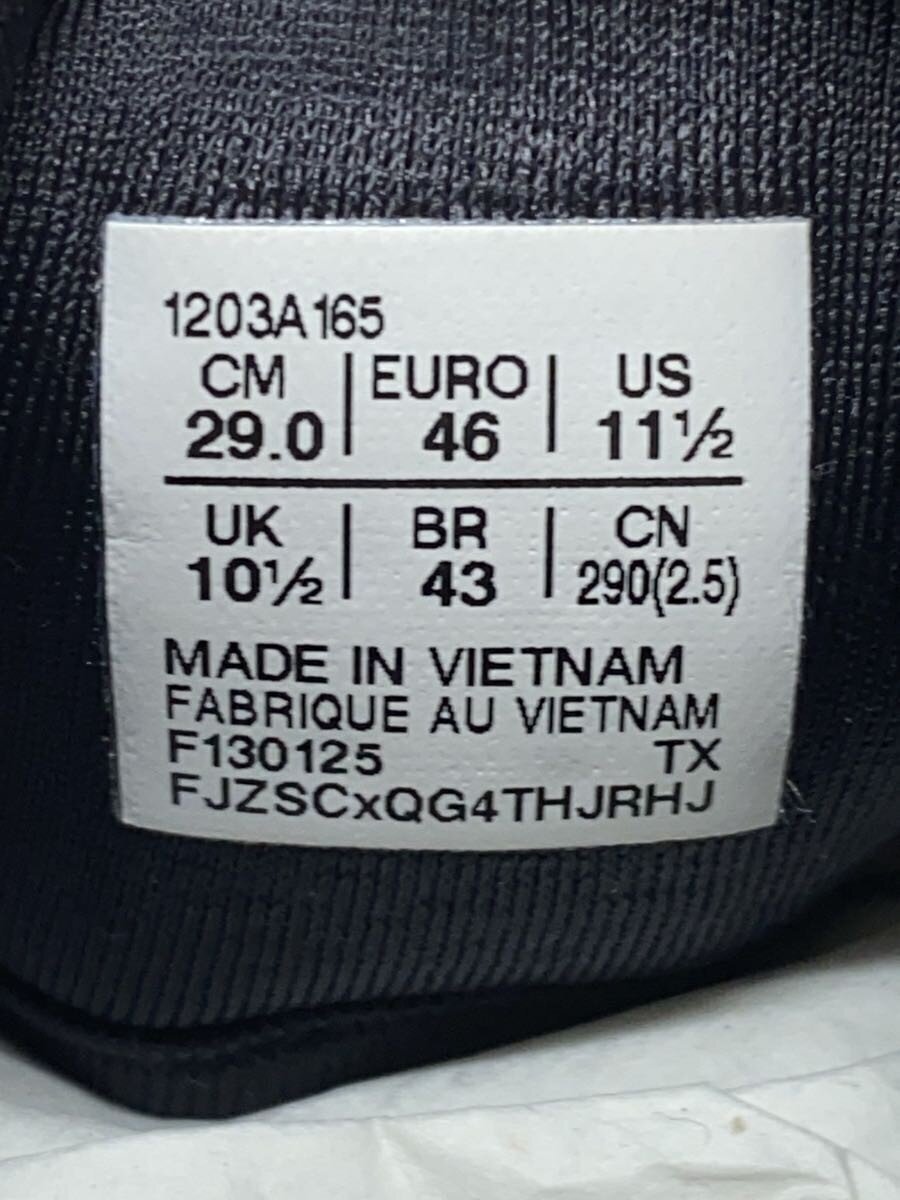 1203A165
CM | EURO | US
29.0 | 46 | 11½
UK | BR | CN
10½ | 43 | 290(2.5)
MADE IN VIETNAM
FABRIQUE AU VIETNAM
F130125 TX
FJZSCxQG4THJRHJ